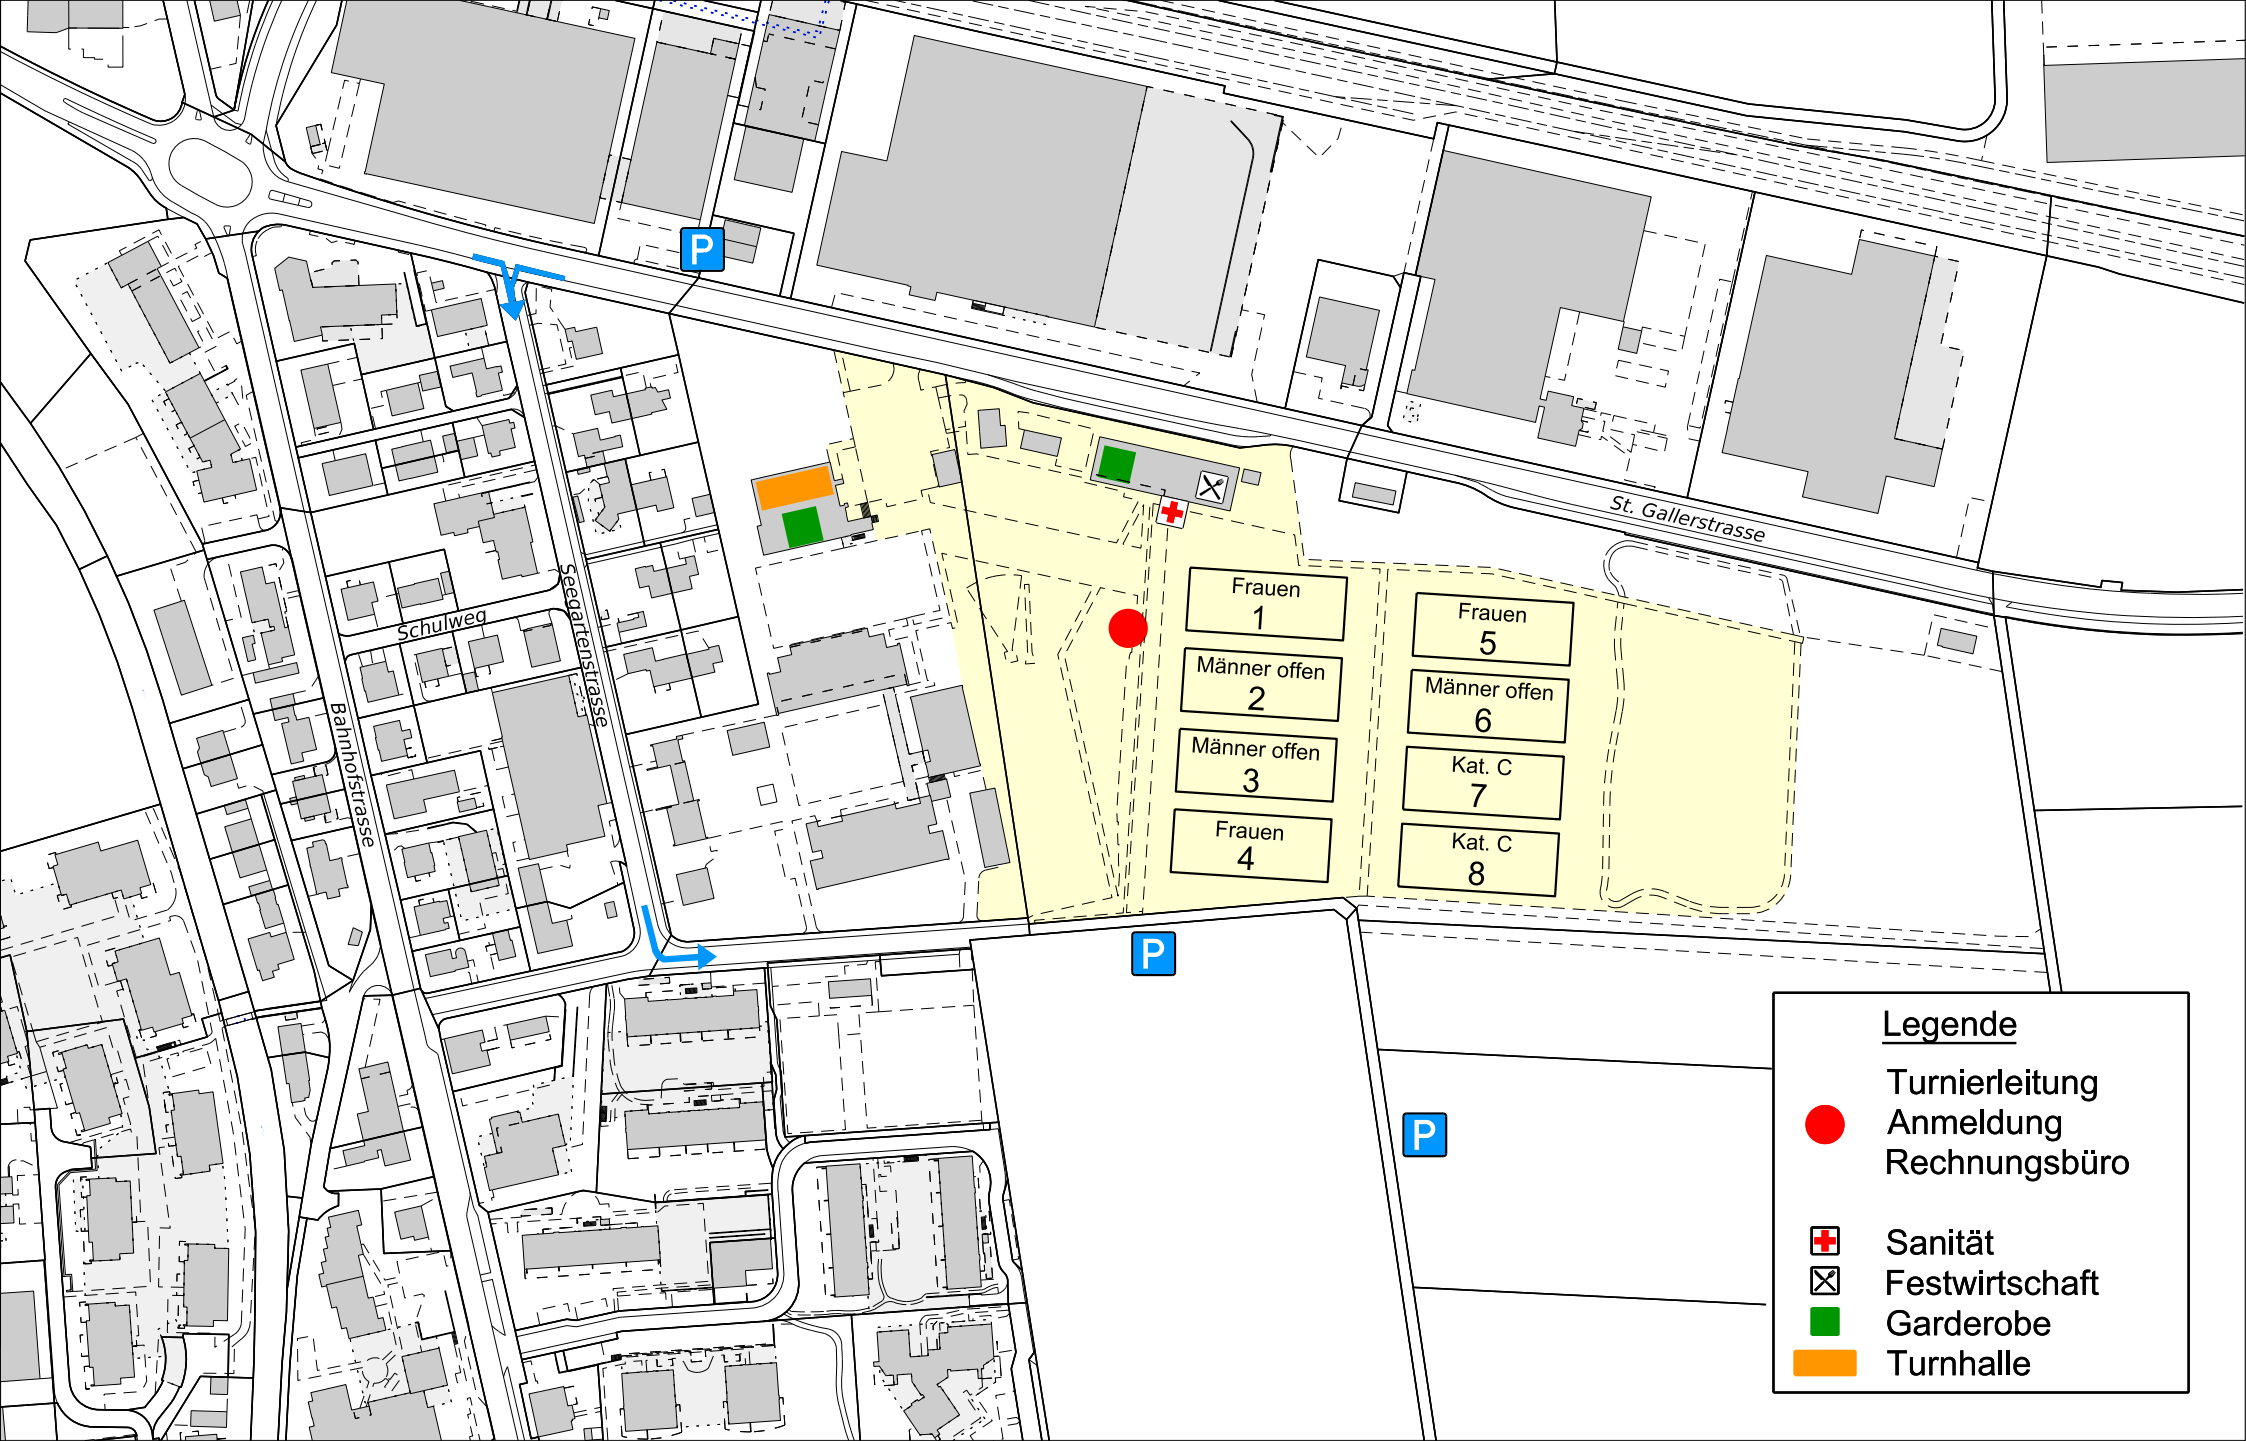 P
St. Gallerstrasse
Seegartenstrasse
Schulweg
Bahnhofstrasse
Frauen
1
Männer offen
2
Männer offen
3
Frauen
4
Frauen
5
Männer offen
6
Kat. C
7
Kat. C
8
P
P
Legende
Turnierleitung
Anmeldung
Rechnungsbüro
Sanität
Festwirtschaft
Garderobe
Turnhalle